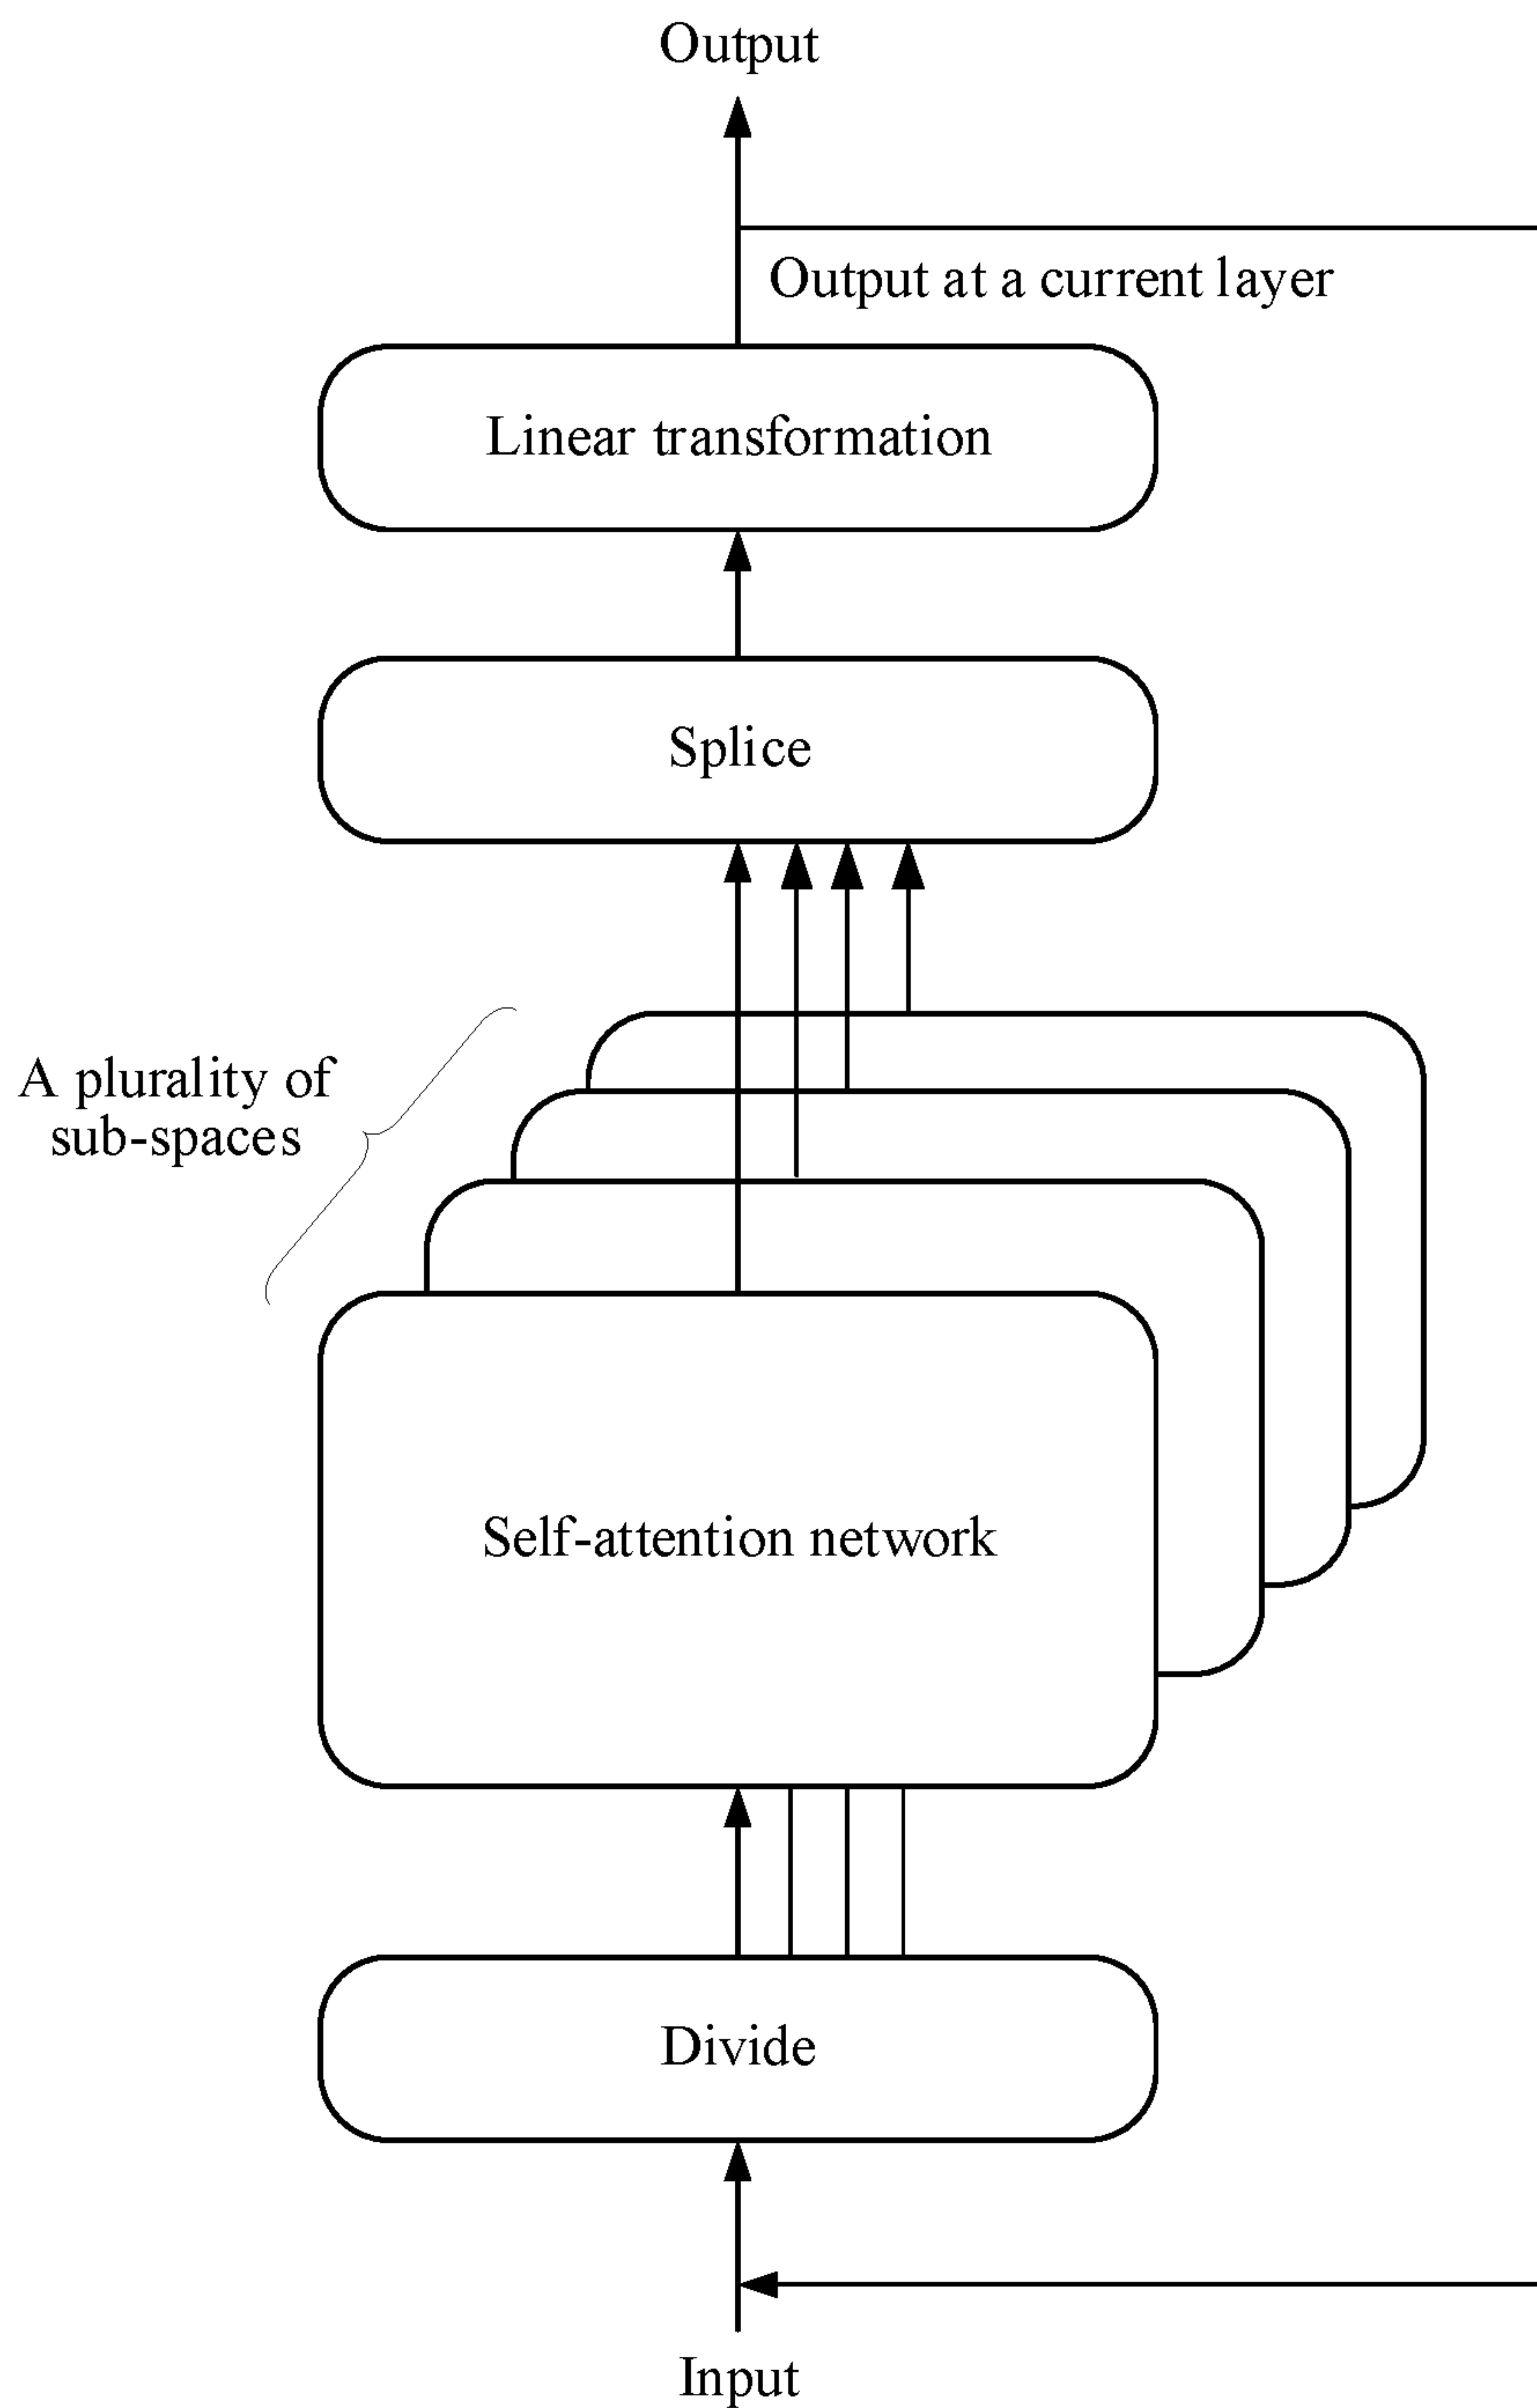 Output
Output at a current layer
Linear transformation
Splice
A plurality of
sub-spaces
Self-attention network
Divide
Input